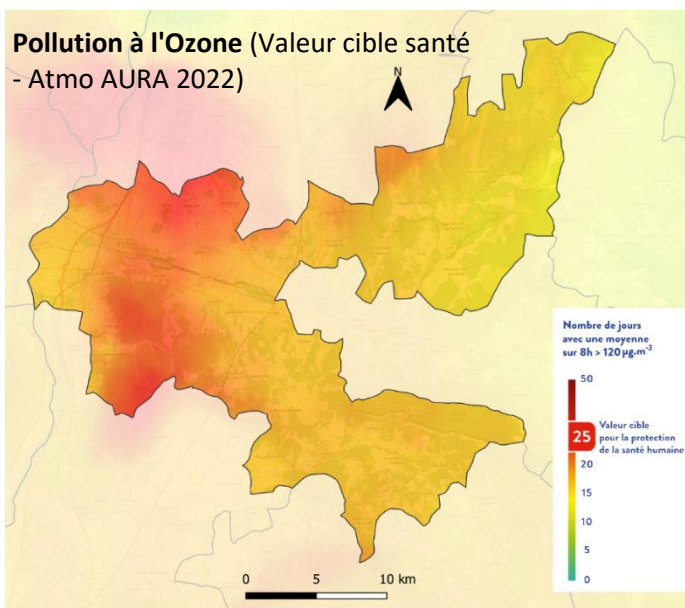 Pollution à l'Ozone (Valeur cible santé
- Atmo AURA 2022)
N
Nombre de jours
avec une moyenne
sur 8h > 120 µg.m⁻³
50
25
Valeur cible
pour la protection
de la santé humaine
20
15
10
5
0
0 5 10 km